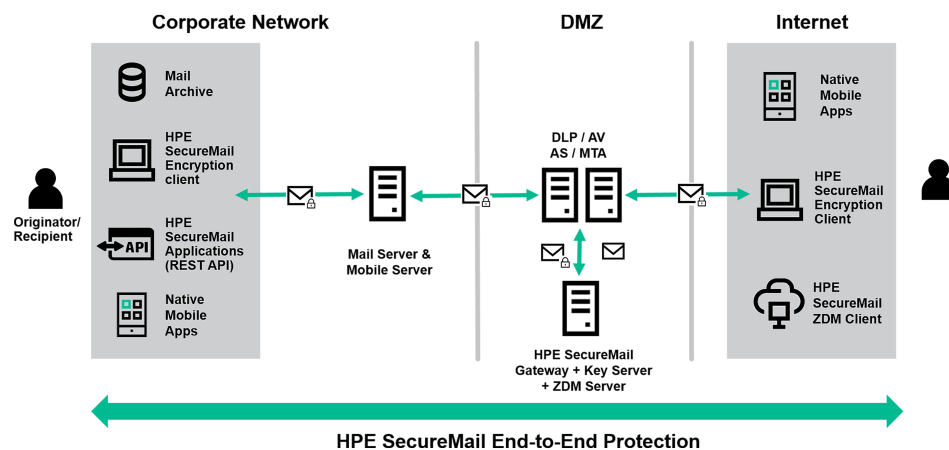 Corporate Network
DMZ
Internet
Mail
Archive
HPE
SecureMail
Encryption
client
HPE
SecureMail
Applications
(REST API)
API
Native
Mobile
Apps
Originator/
Recipient
Mail Server &
Mobile Server
DLP / AV
AS / MTA
HPE SecureMail
Gateway + Key Server
+ ZDM Server
Native
Mobile
Apps
HPE
SecureMail
Encryption
Client
HPE
SecureMail
ZDM Client
HPE SecureMail End-to-End Protection